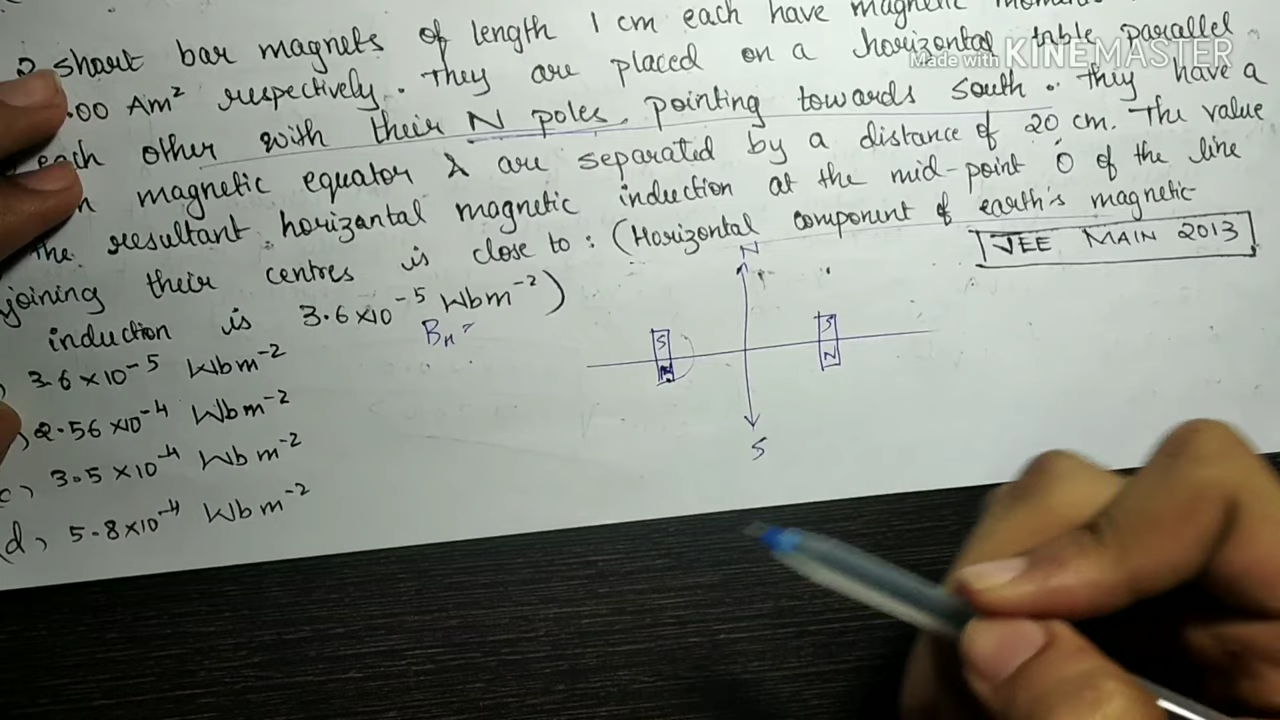 2 short bar magnets of length 1 cm each have magnetic
.00 Am² respectively. They are placed on a horizontal table parallel
each other with their N poles pointing towards south. They have a
magnetic equator & are separated by a distance of 20 cm. The value
the resultant horizontal magnetic induction at the mid-point O of the line
joining their centres is close to: (Horizontal component of earth's magnetic
induction is 3.6×10⁻⁵ Wbm⁻²)
JEE MAIN 2013
Made with KINEMASTER
B_H =
3.6×10⁻⁵ Wbm⁻²
2.56×10⁻⁴ Wbm⁻²
c) 3.5×10⁻⁴ Wbm⁻²
(d) 5.8×10⁻⁴ Wbm⁻²
N
S
S
N
S